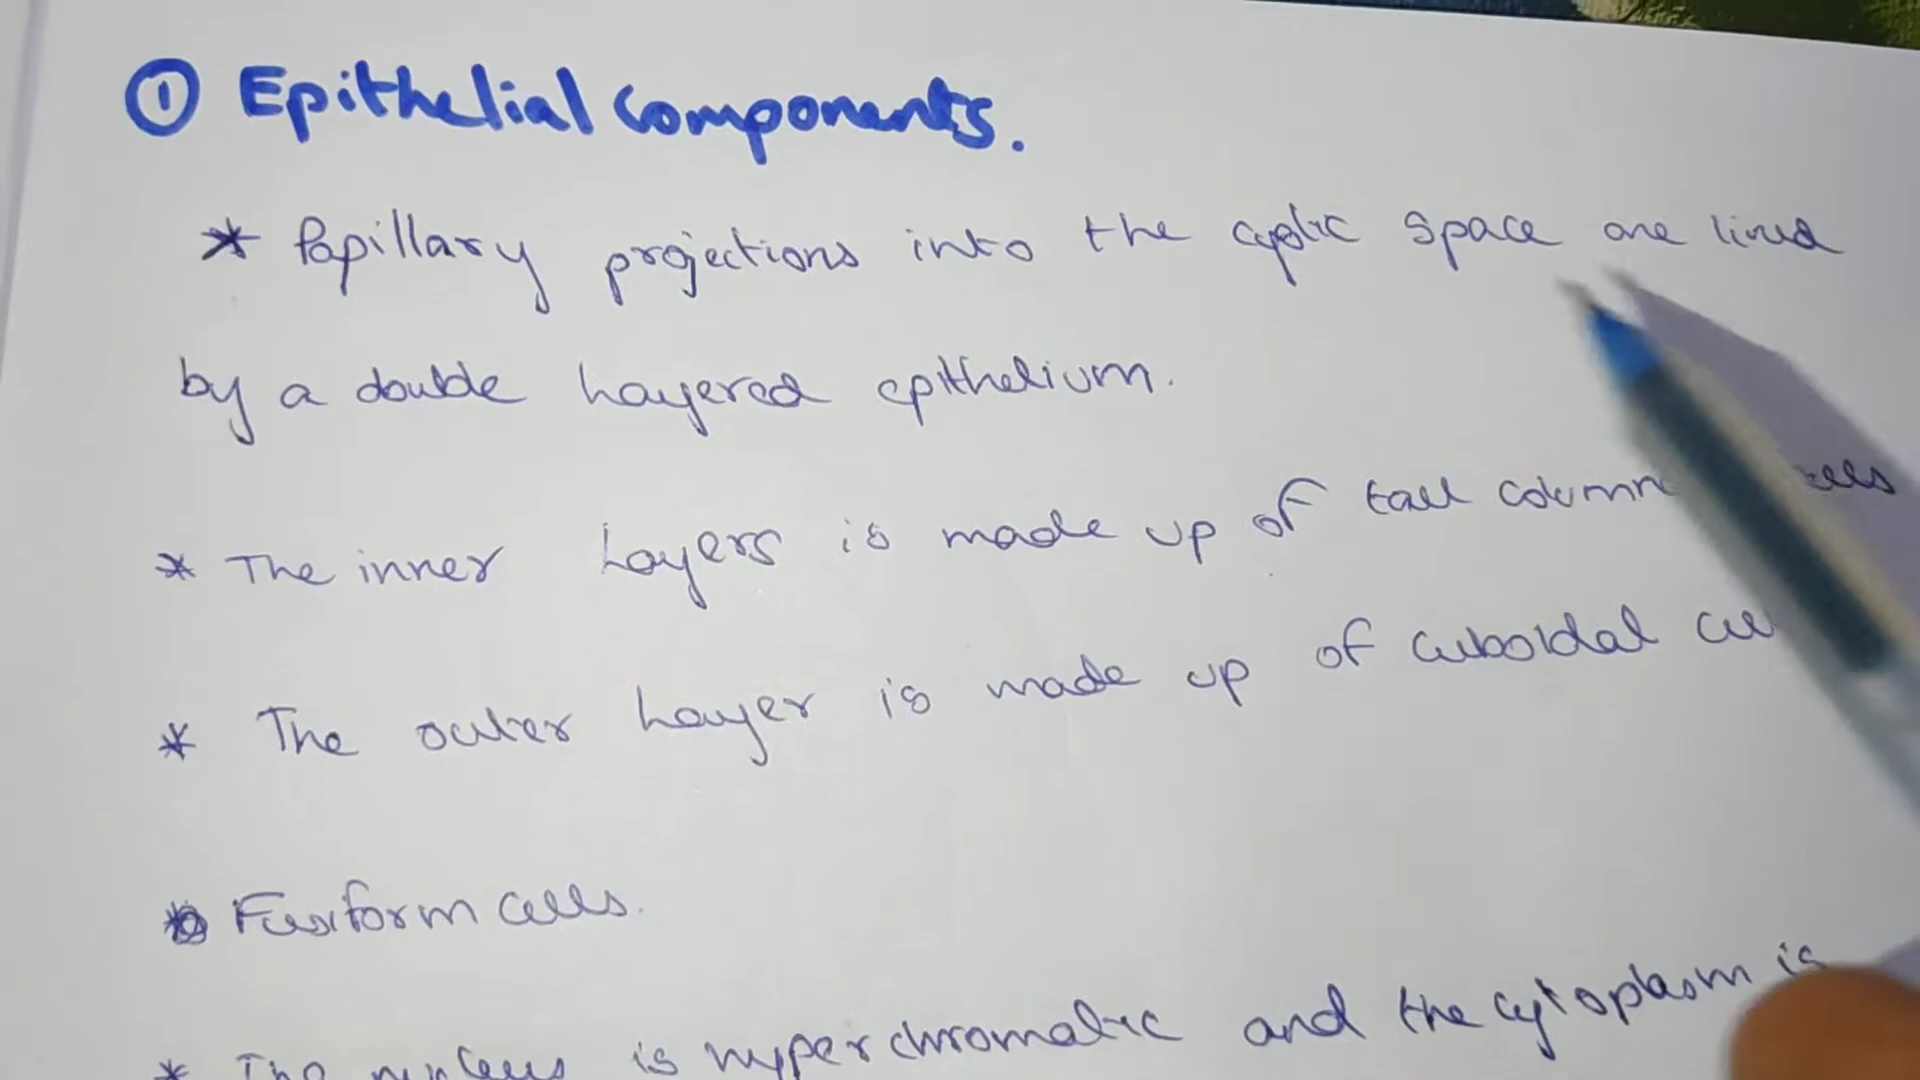 ① Epithelial components.
* Papillary projections into the cystic space are lined
by a double layered epithelium.
* The inner Layers is made up of tall
* The outer layer is made up of cuboidal
Fusiform cells.
* The nucleus is hyperchromatic and the cytoplasm is